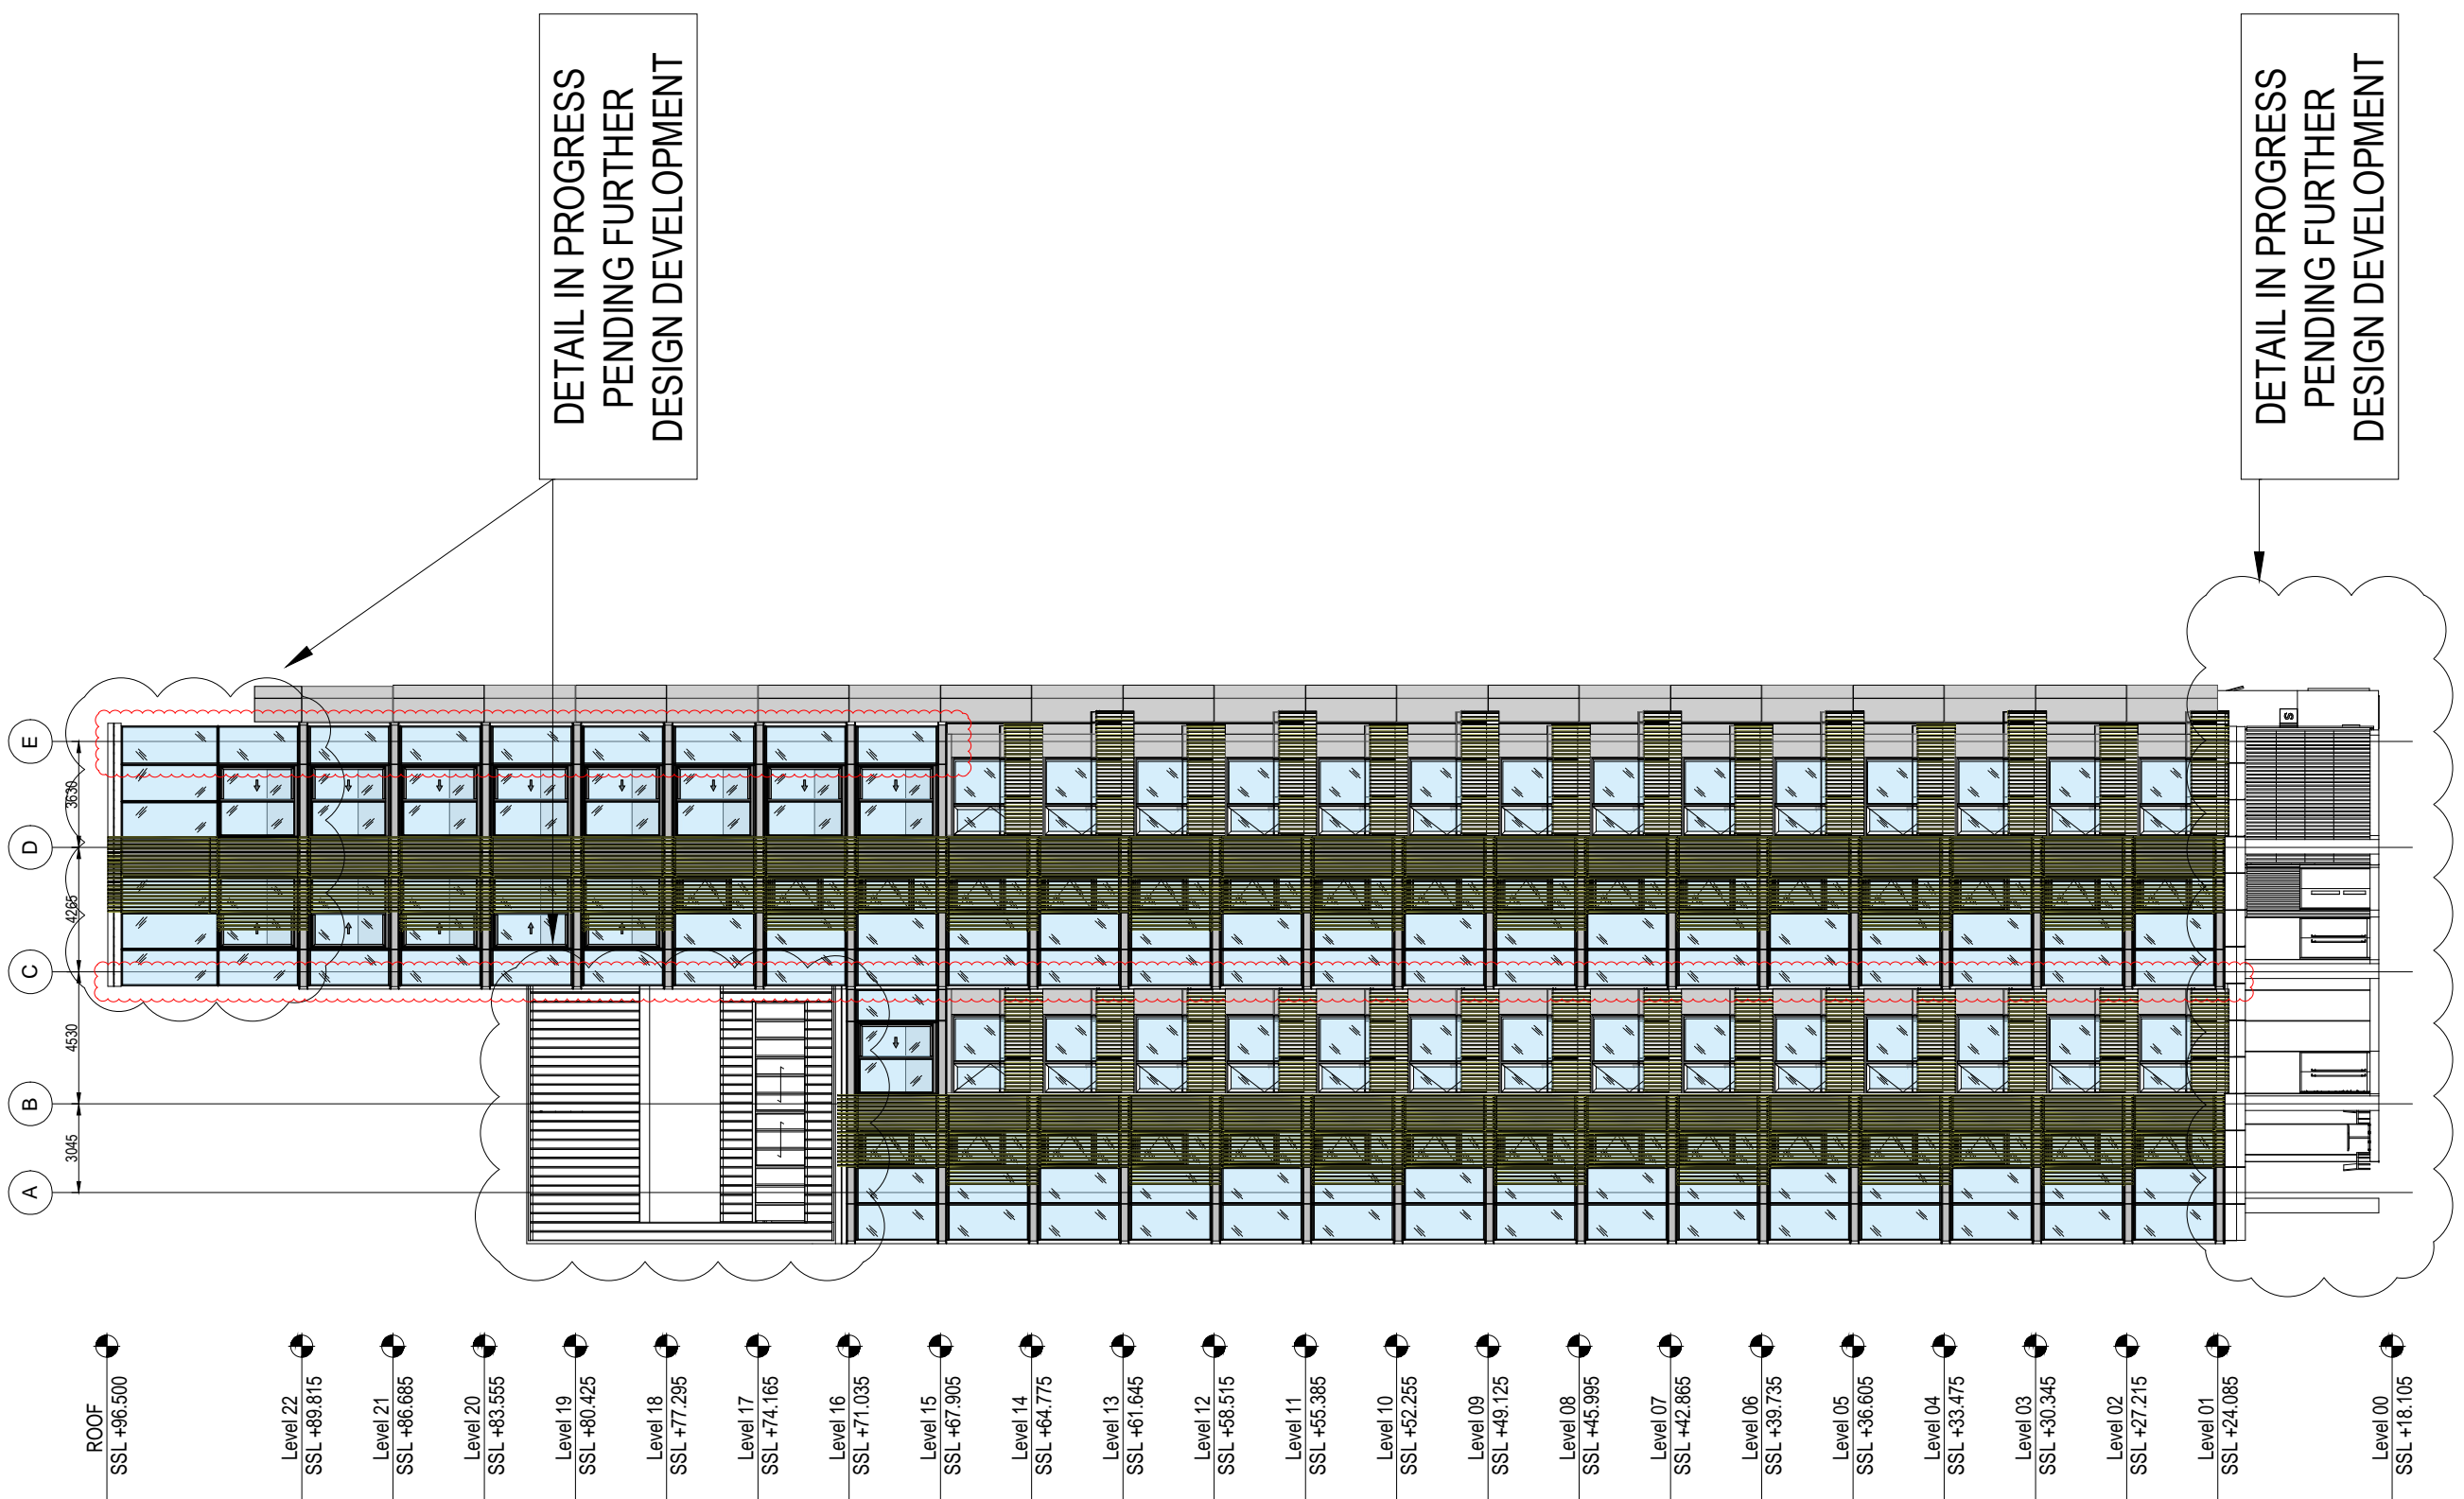 DETAIL IN PROGRESS
PENDING FURTHER
DESIGN DEVELOPMENT
DETAIL IN PROGRESS
PENDING FURTHER
DESIGN DEVELOPMENT
E
D
C
B
A
3630
4265
4530
3045
S
ROOF
SSL +96.500
Level 22
SSL +89.815
Level 21
SSL +86.685
Level 20
SSL +83.555
Level 19
SSL +80.425
Level 18
SSL +77.295
Level 17
SSL +74.165
Level 16
SSL +71.035
Level 15
SSL +67.905
Level 14
SSL +64.775
Level 13
SSL +61.645
Level 12
SSL +58.515
Level 11
SSL +55.385
Level 10
SSL +52.255
Level 09
SSL +49.125
Level 08
SSL +45.995
Level 07
SSL +42.865
Level 06
SSL +39.735
Level 05
SSL +36.605
Level 04
SSL +33.475
Level 03
SSL +30.345
Level 02
SSL +27.215
Level 01
SSL +24.085
Level 00
SSL +18.105